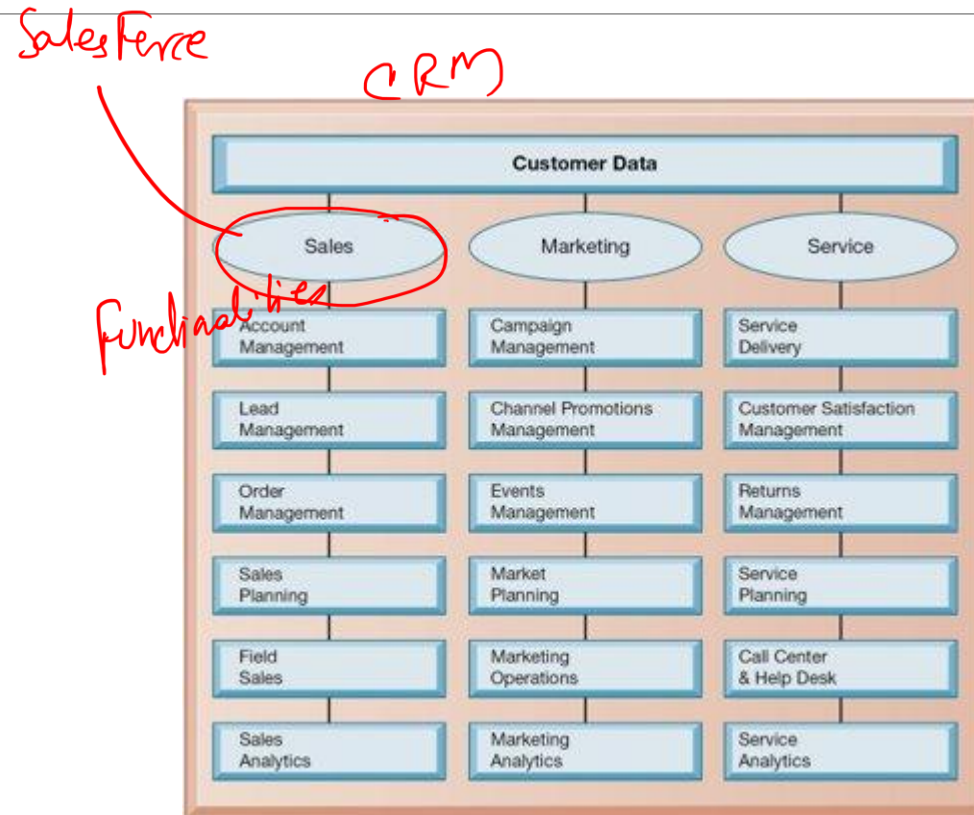 SalesForce
CRM
Customer Data
Sales
Marketing
Service
Functionalities
Account
Management
Campaign
Management
Service
Delivery
Lead
Management
Channel Promotions
Management
Customer Satisfaction
Management
Order
Management
Events
Management
Returns
Management
Sales
Planning
Market
Planning
Service
Planning
Field
Sales
Marketing
Operations
Call Center
& Help Desk
Sales
Analytics
Marketing
Analytics
Service
Analytics